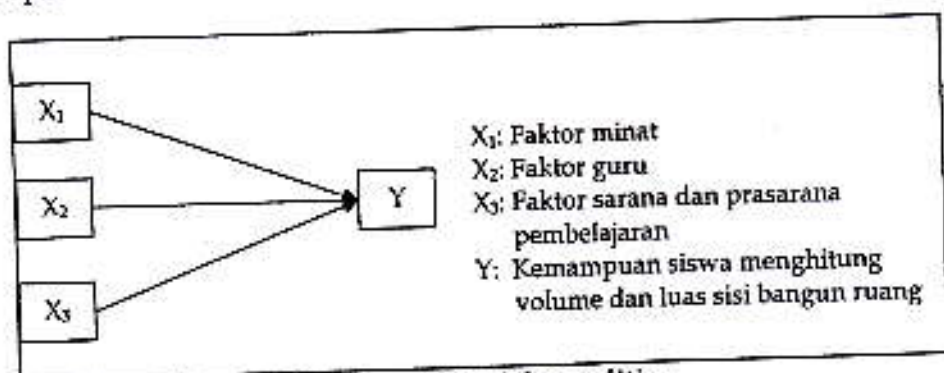 X₁
X₂
X₃
Y
X₁: Faktor minat
X₂: Faktor guru
X₃: Faktor sarana dan prasarana
pembelajaran
Y: Kemampuan siswa menghitung
volume dan luas sisi bangun ruang